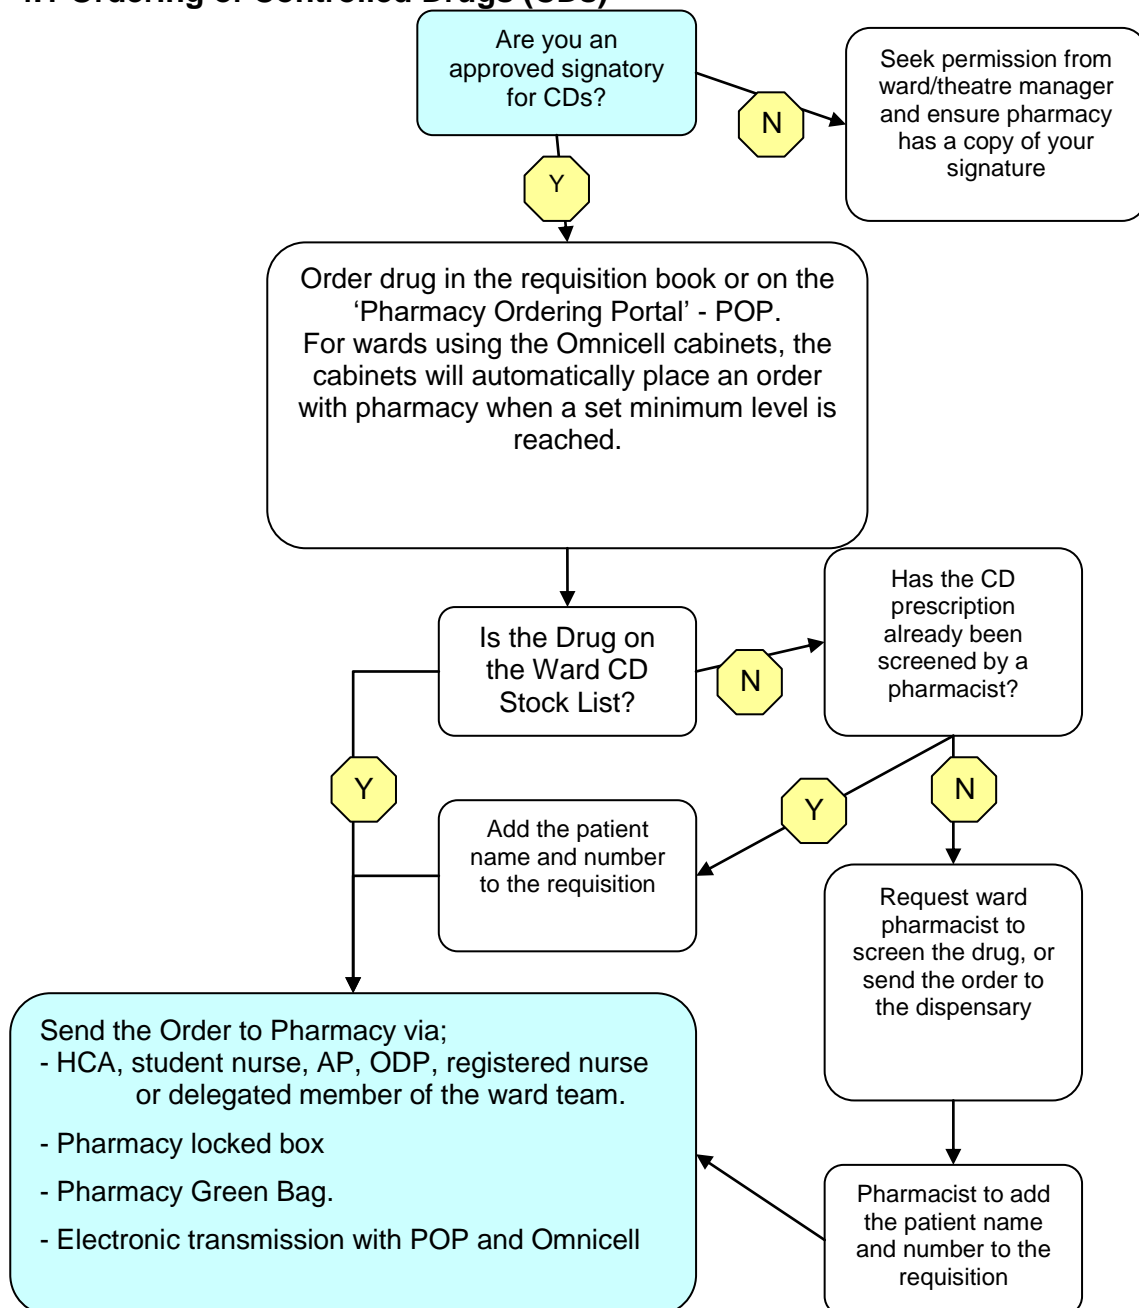 4.1 Ordering of Controlled Drugs (CDs)
Are you an
approved signatory
for CDs?
N
Seek permission from
ward/theatre manager
and ensure pharmacy
has a copy of your
signature
Y
Order drug in the requisition book or on the
‘Pharmacy Ordering Portal’ - POP.
For wards using the Omnicell cabinets, the
cabinets will automatically place an order
with pharmacy when a set minimum level is
reached.
Is the Drug on
the Ward CD
Stock List?
N
Has the CD
prescription
already been
screened by a
pharmacist?
Y
Y
N
Add the patient
name and number
to the requisition
Request ward
pharmacist to
screen the drug, or
send the order to
the dispensary
Send the Order to Pharmacy via;
- HCA, student nurse, AP, ODP, registered nurse
or delegated member of the ward team.
- Pharmacy locked box
- Pharmacy Green Bag.
- Electronic transmission with POP and Omnicell
Pharmacist to add
the patient name
and number to the
requisition